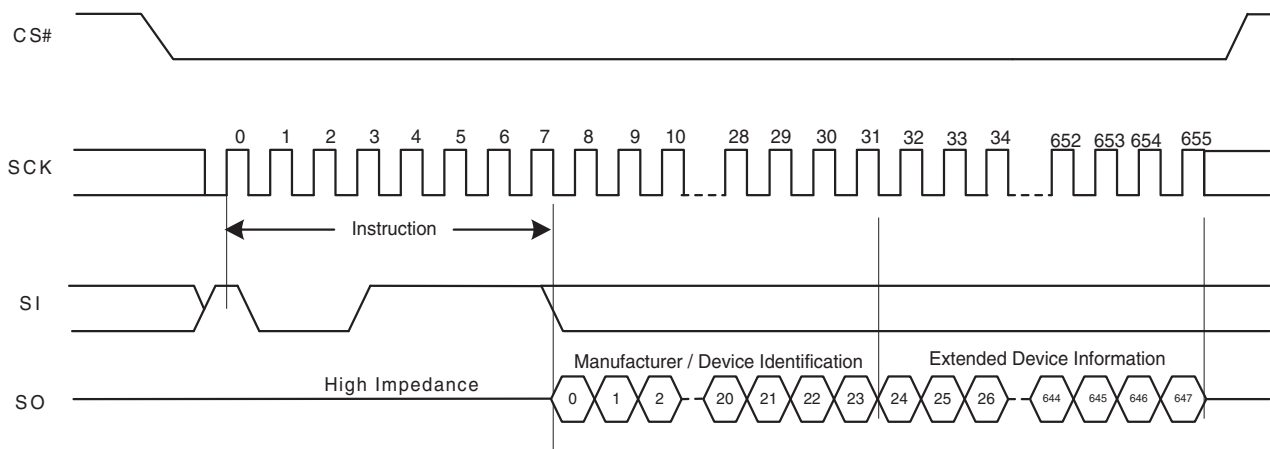 CS#
0 1 2 3 4 5 6 7 8 9 10 28 29 30 31 32 33 34 652 653 654 655
SCK
Instruction
SI
Manufacturer / Device Identification Extended Device Information
High Impedance
SO 0 1 2 20 21 22 23 24 25 26 644 645 646 647